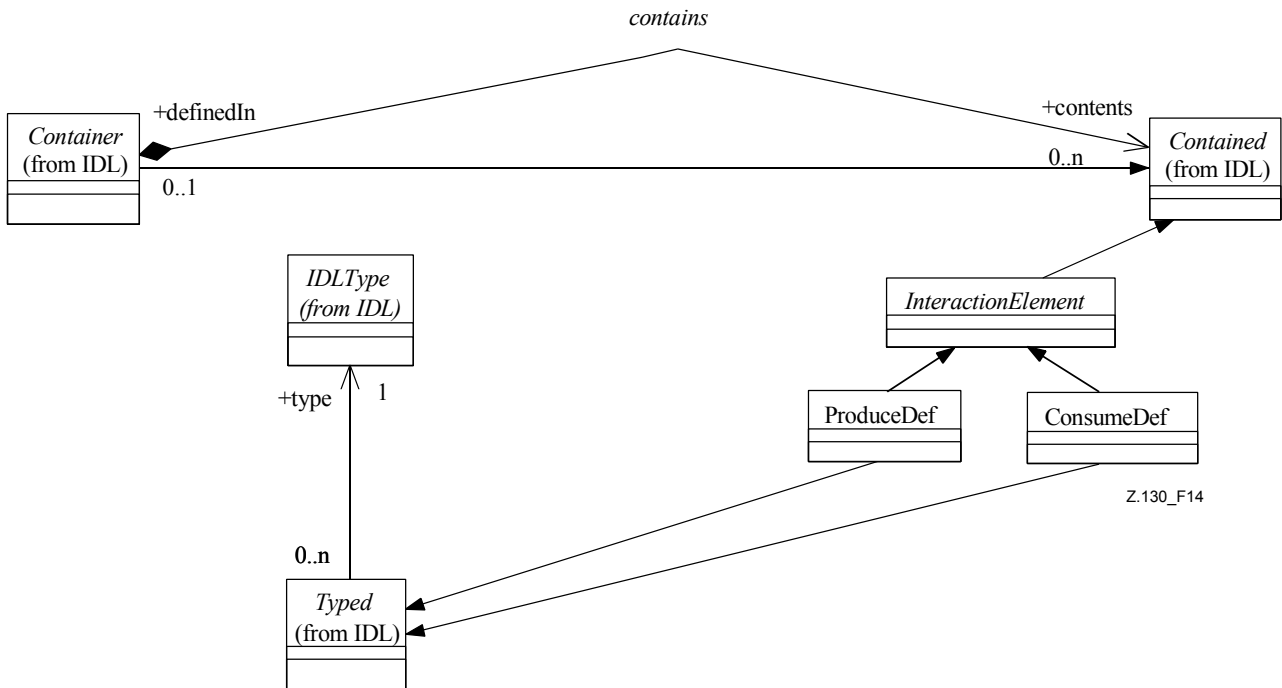 contains
+definedIn
+contents
Container
(from IDL)
Contained
(from IDL)
0..1
0..n
IDLType
(from IDL)
InteractionElement
+type
1
ProduceDef
ConsumeDef
Z.130_F14
0..n
Typed
(from IDL)